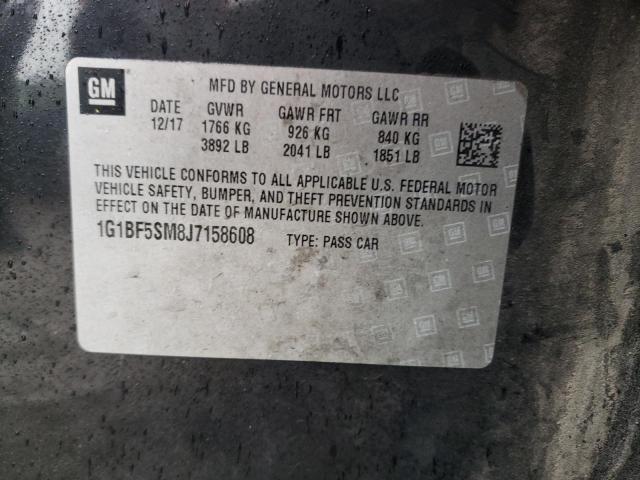 GM
MFD BY GENERAL MOTORS LLC
DATE GVWR GAWR FRT GAWR RR
12/17 1766 KG 926 KG 840 KG
3892 LB 2041 LB 1851 LB
THIS VEHICLE CONFORMS TO ALL APPLICABLE U.S. FEDERAL MOTOR
VEHICLE SAFETY, BUMPER, AND THEFT PREVENTION STANDARDS IN
EFFECT ON THE DATE OF MANUFACTURE SHOWN ABOVE.
1G1BF5SM8J7158608 TYPE: PASS CAR